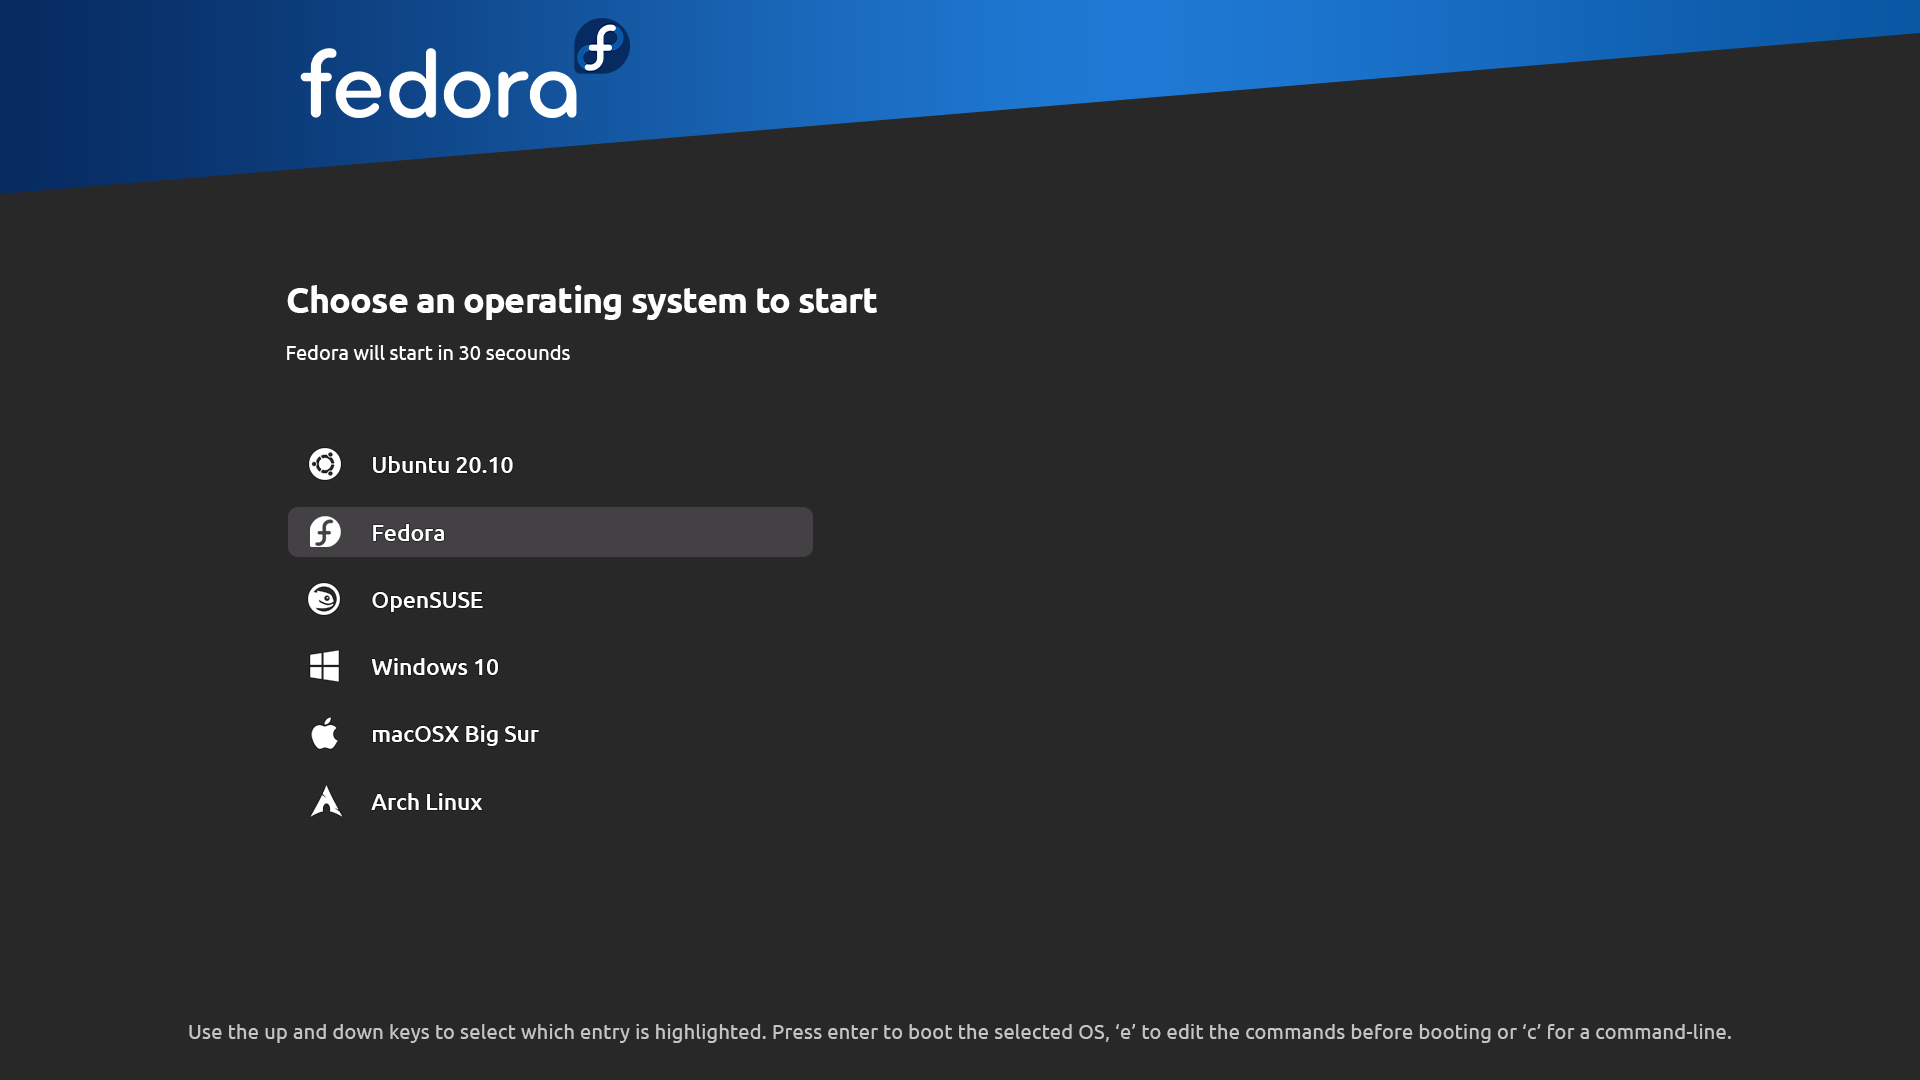 fedora
Choose an operating system to start
Fedora will start in 30 secounds
Ubuntu 20.10
Fedora
OpenSUSE
Windows 10
macOSX Big Sur
Arch Linux
Use the up and down keys to select which entry is highlighted. Press enter to boot the selected OS, ‘e’ to edit the commands before booting or ‘c’ for a command-line.